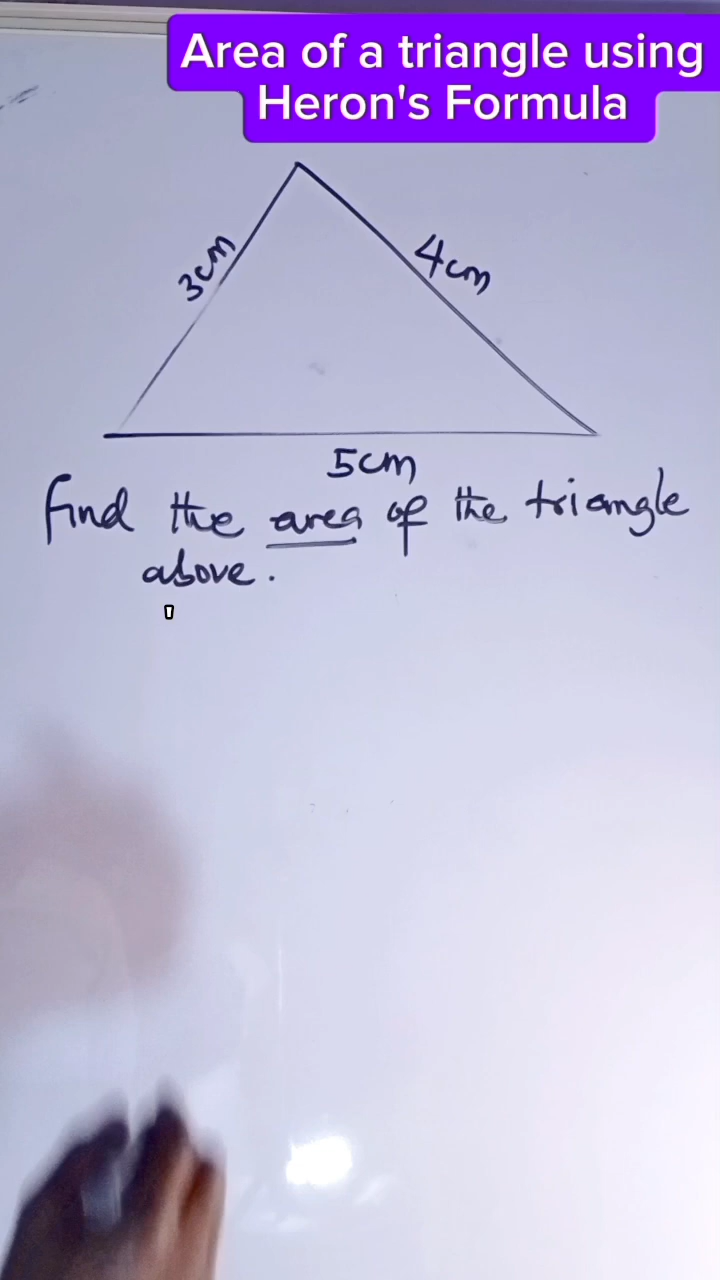 Area of a triangle using
Heron's Formula
3cm
4cm
5cm
find the area of the triangle
above.